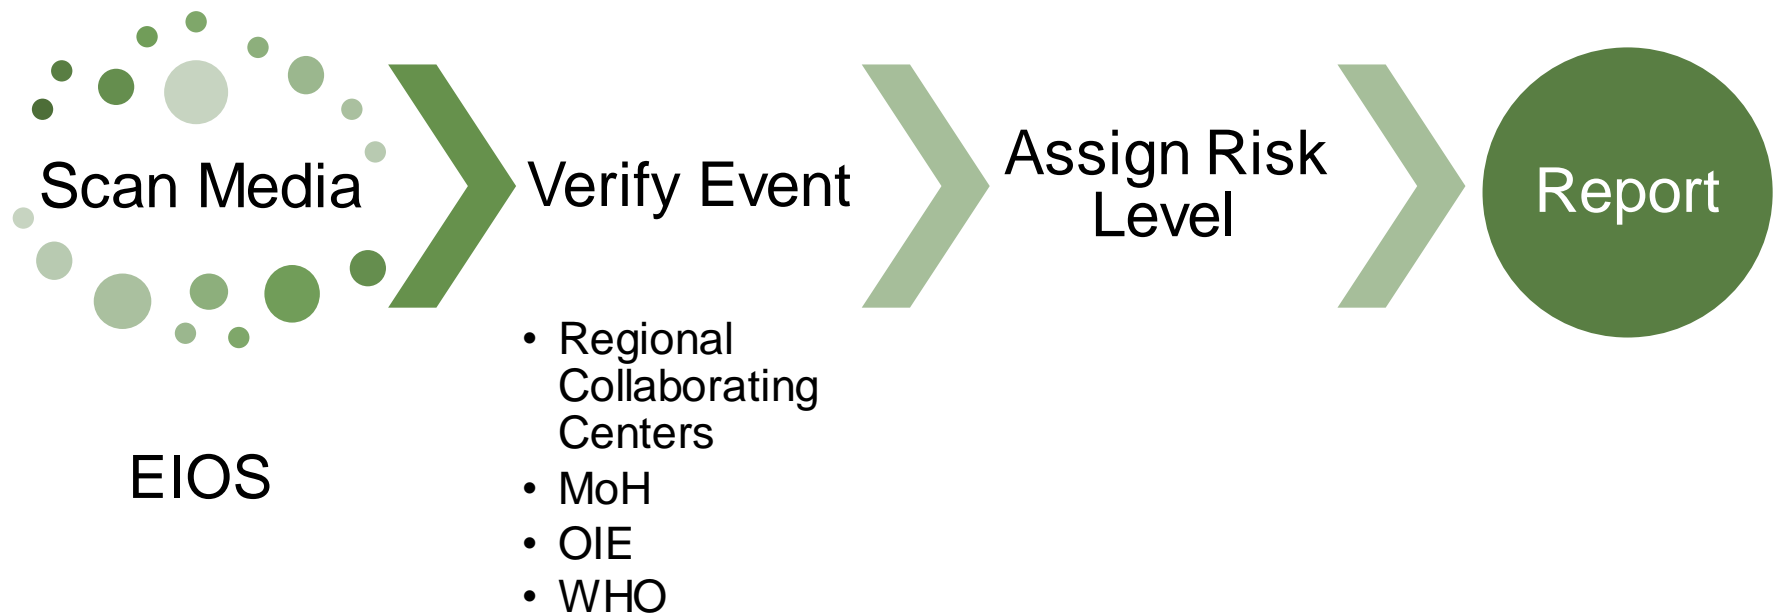 Scan Media
EIOS
Verify Event
• Regional
Collaborating
Centers
• MoH
• OIE
• WHO
Assign Risk
Level
Report